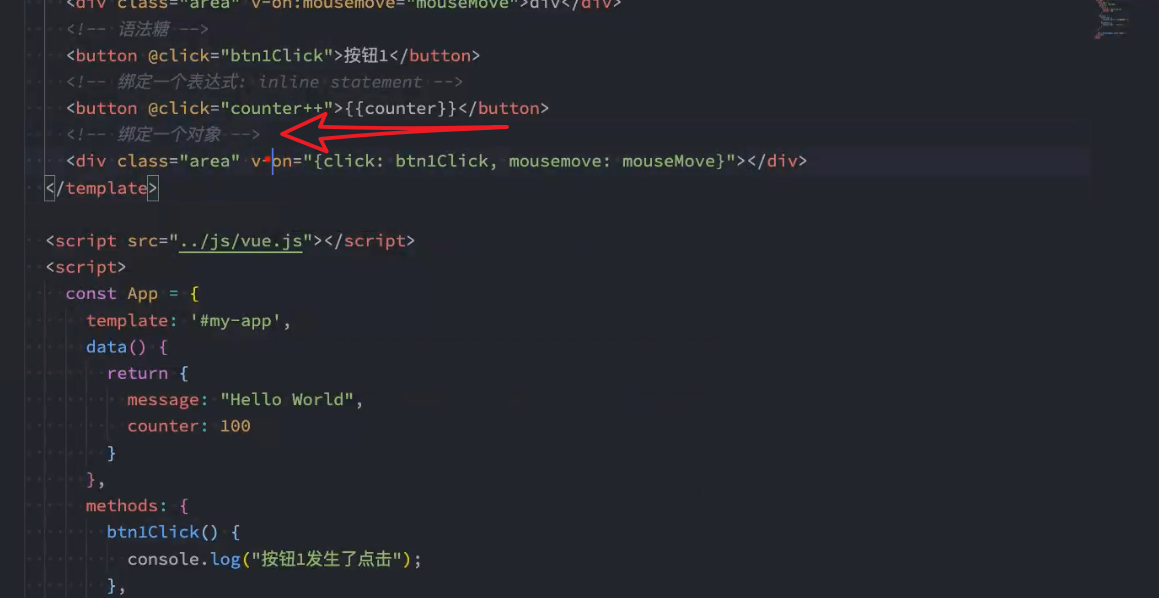 <div class="area" v-on:mousemove="mouseMove">div</div>
<!-- 语法糖 -->
<button @click="btn1Click">按钮1</button>
<!-- 绑定一个表达式: inline statement -->
<button @click="counter++">{{counter}}</button>
<!-- 绑定一个对象 -->
<div class="area" v-on="{click: btn1Click, mousemove: mouseMove}"></div>
</template>
<script src="../js/vue.js"></script>
<script>
const App = {
template: '#my-app',
data() {
return {
message: "Hello World",
counter: 100
}
},
methods: {
btn1Click() {
console.log("按钮1发生了点击");
},